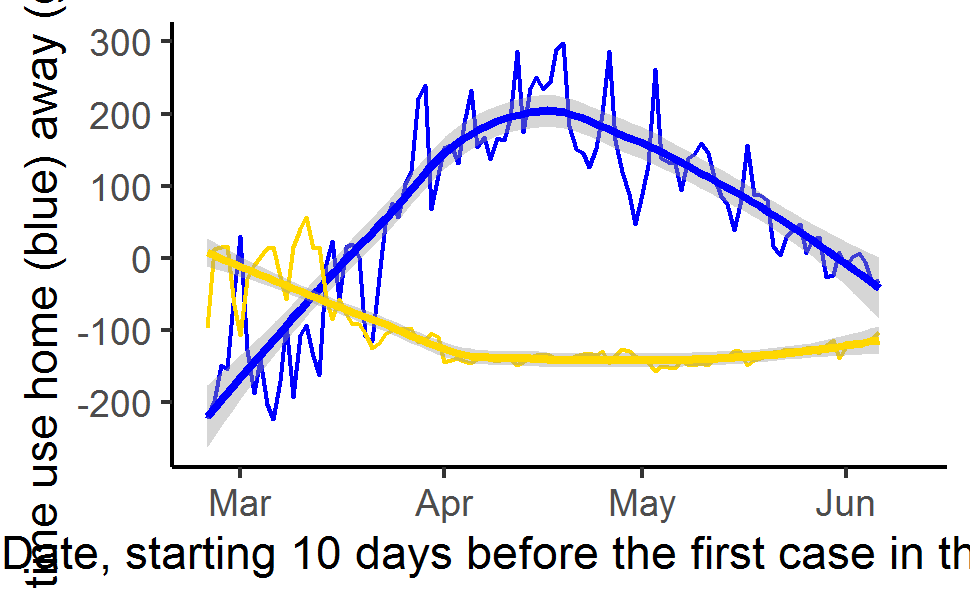 time use home (blue) away (
300
200
100
0
-100
-200
Mar Apr May Jun
Date, starting 10 days before the first case in th